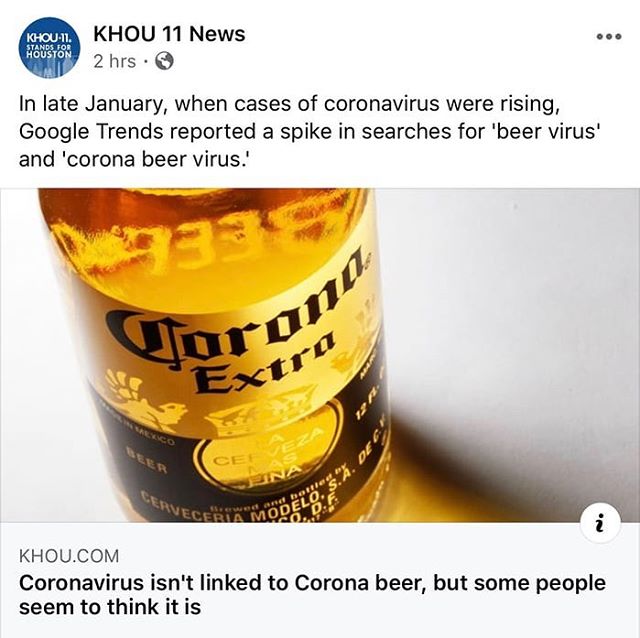 KHOU·11.
STANDS FOR
HOUSTON
KHOU 11 News
2 hrs ·
In late January, when cases of coronavirus were rising,
Google Trends reported a spike in searches for 'beer virus'
and 'corona beer virus.'
BEER
Corona
Extra
MADE IN MEXICO
BEER
LA
CERVEZA
MAS
FINA
12 FL.
Brewed and bottled by
CERVECERIA MODELO, S.A. DE C.V.
CO, D.F.
i
KHOU.COM
Coronavirus isn't linked to Corona beer, but some people
seem to think it is